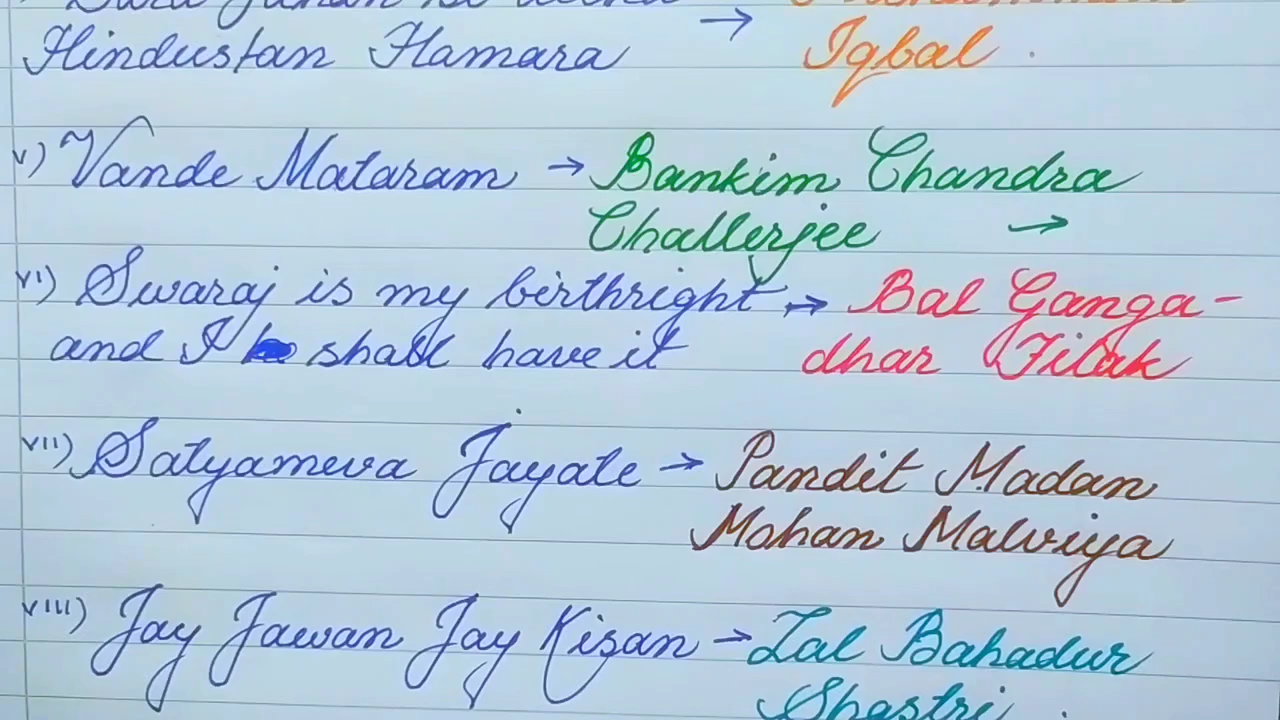 Hindustan Hamara → Iqbal.
v) Vande Mataram → Bankim Chandra
Chatterjee →
vi) Swaraj is my birthright → Bal Ganga-
and I shall have it dhar Tilak
vii) Satyameva Jayate → Pandit Madan
Mohan Malviya
viii) Jay Jawan Jay Kisan → Lal Bahadur
Shastri.